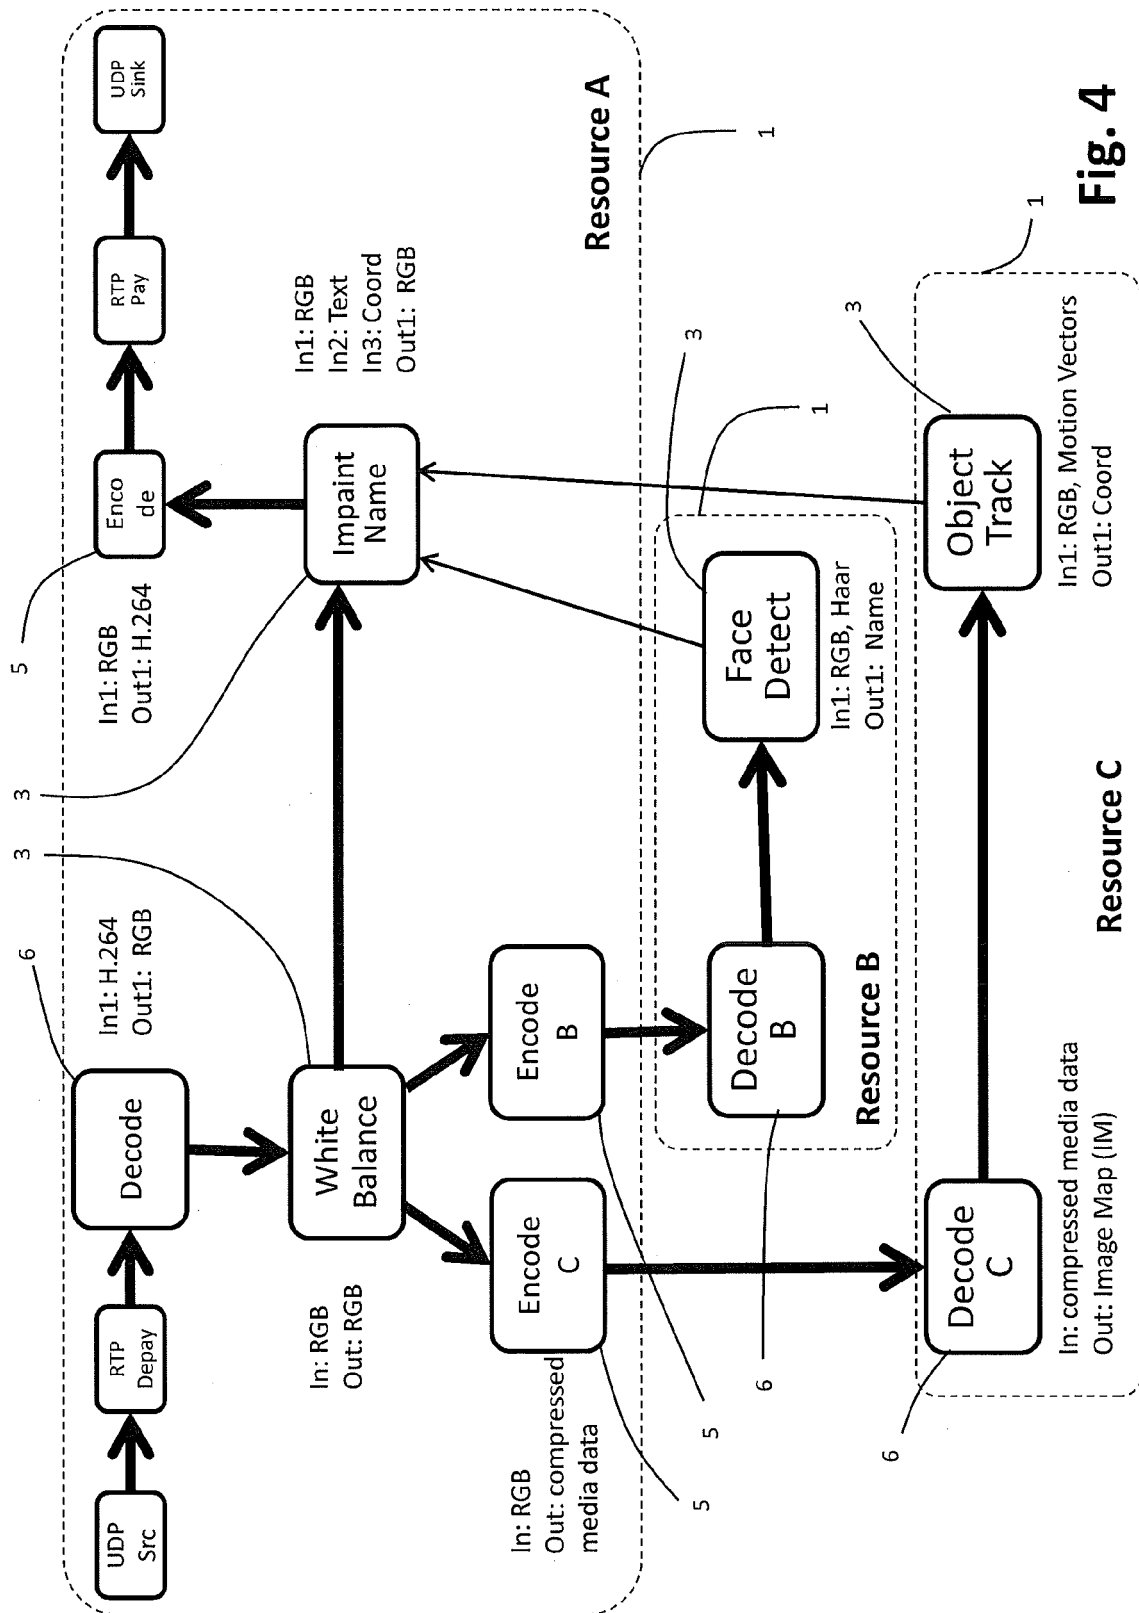 UDP
Src
RTP
Depay
Decode
In1: H.264
Out1: RGB
6
5
In1: RGB
Out1: H.264
Enco
de
RTP
Pay
UDP
Sink
3
3
White
Balance
In: RGB
Out: RGB
Impaint
Name
In1: RGB
In2: Text
In3: Coord
Out1: RGB
Encode
C
Encode
B
In: RGB
Out: compressed
media data
Resource A
5
5
6
1
Decode
B
Face
Detect
In1: RGB, Haar
Out1: Name
Resource B
3
1
Decode
C
In: compressed media data
Out: Image Map (IM)
6
Object
Track
In1: RGB, Motion Vectors
Out1: Coord
3
1
Resource C
Fig. 4